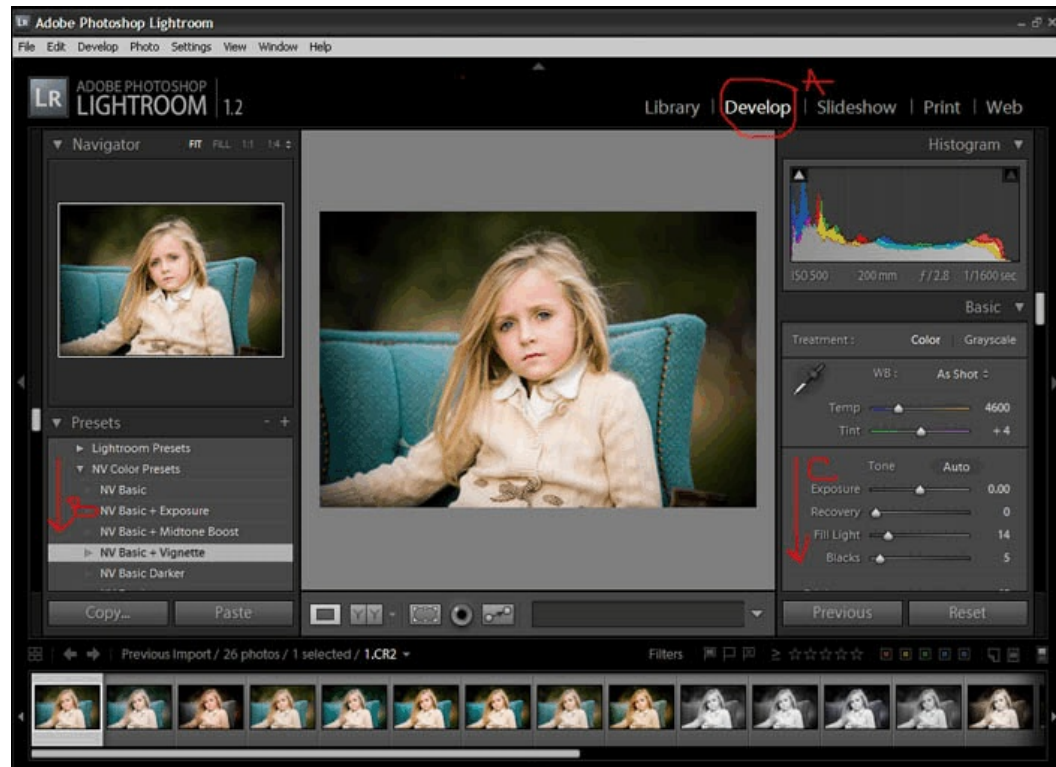 LR Adobe Photoshop Lightroom
File Edit Develop Photo Settings View Window Help
LR ADOBE PHOTOSHOP
LIGHTROOM | 1.2
Library | Develop | Slideshow | Print | Web
A
Navigator FIT FILL 1:1 1:4
Histogram
ISO 500 200 mm f / 2.8 1/1600 sec
Basic
Treatment : Color Grayscale
WB : As Shot
Temp 4600
Tint + 4
Presets - +
Lightroom Presets
NV Color Presets
NV Basic
B
NV Basic + Exposure
NV Basic + Midtone Boost
NV Basic + Vignette
NV Basic Darker
C
Tone Auto
Exposure 0.00
Recovery 0
Fill Light 14
Blacks 5
Copy... Paste
Y Y
Previous Reset
Previous Import / 26 photos / 1 selected / 1.CR2
Filters ≥